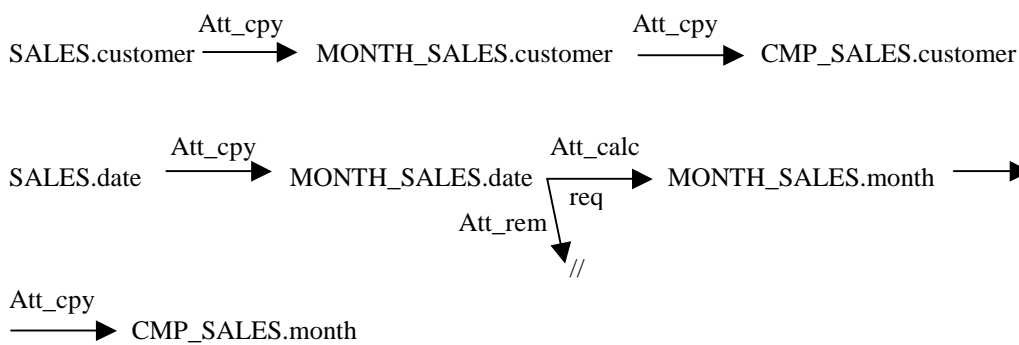 Att_cpy Att_cpy
SALES.customer MONTH_SALES.customer CMP_SALES.customer
Att_cpy Att_calc
SALES.date MONTH_SALES.date MONTH_SALES.month
req
Att_rem
//
Att_cpy
CMP_SALES.month